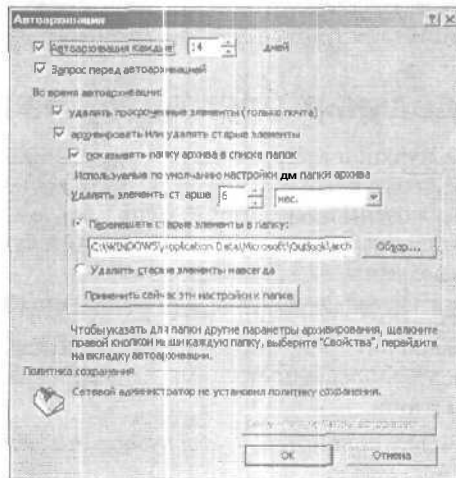 Автоархивация
Автоархивация каждые 14 дней
Запрос перед автоархивацией
Во время автоархивации:
удалять просроченные элементы (только почта)
архивировать или удалять старые элементы
показывать папку архива в списке папок
Используемые по умолчанию настройки дм папки архива
Удалять элементы старше 6 мес.
Перемещать старые элементы в папку:
C:\WINDOWS\Application Data\Microsoft\Outlook\arch Обзор...
Удалять старые элементы навсегда
Применить сейчас эти настройки к папке
Чтобы указать для папки другие параметры архивирования, щелкните
правой кнопкой мыши каждую папку, выберите "Свойства", перейдите
на вкладку автоархивации.
Политика сохранения
Сетевой администратор не установил политику сохранения.
ОК Отмена